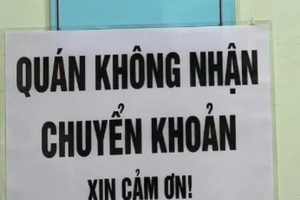 QUÁN KHÔNG NHẬN
CHUYỂN KHOẢN
XIN CẢM ƠN!